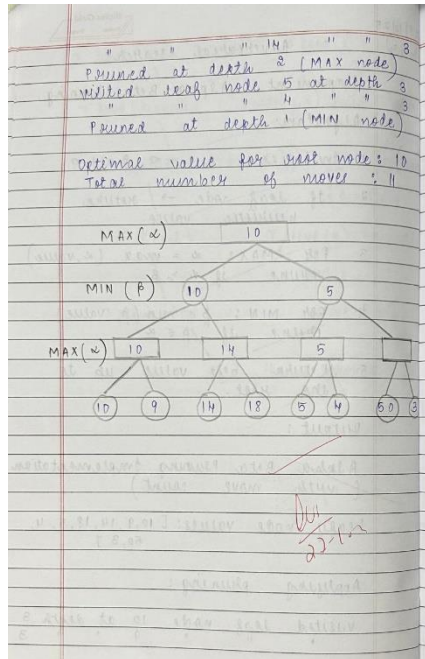 " " " 14 " " 3
Pruned at depth 2 (MAX node)
visited leaf node 5 at depth 3
" " " 4 " " 3
Pruned at depth 1 (MIN node)
Optimal value for root node : 10
Total number of moves : 11
MAX (α) 10
MIN (β) 10 5
MAX (α) 10 14 5
10 9 14 18 5 4 50 3